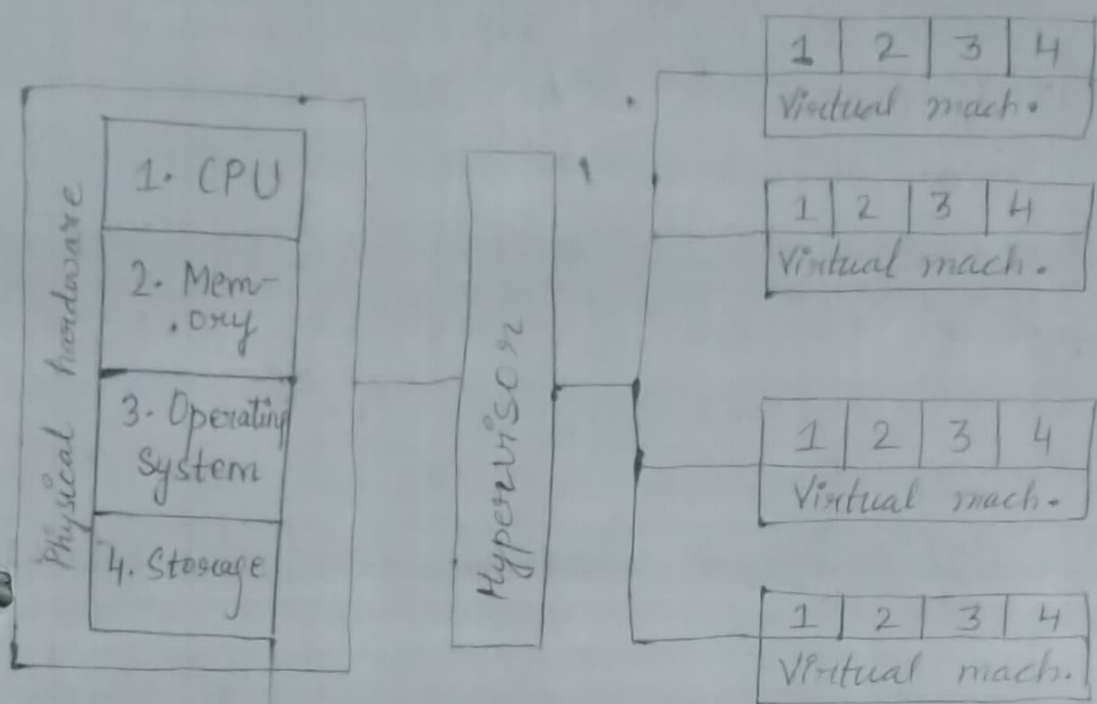 Physical hardware
1. CPU
2. Mem-
.ory
3. Operating
System
4. Storage
Hypervisor
1 2 3 4
Virtual mach.
1 2 3 4
Virtual mach.
1 2 3 4
Virtual mach.
1 2 3 4
Virtual mach.